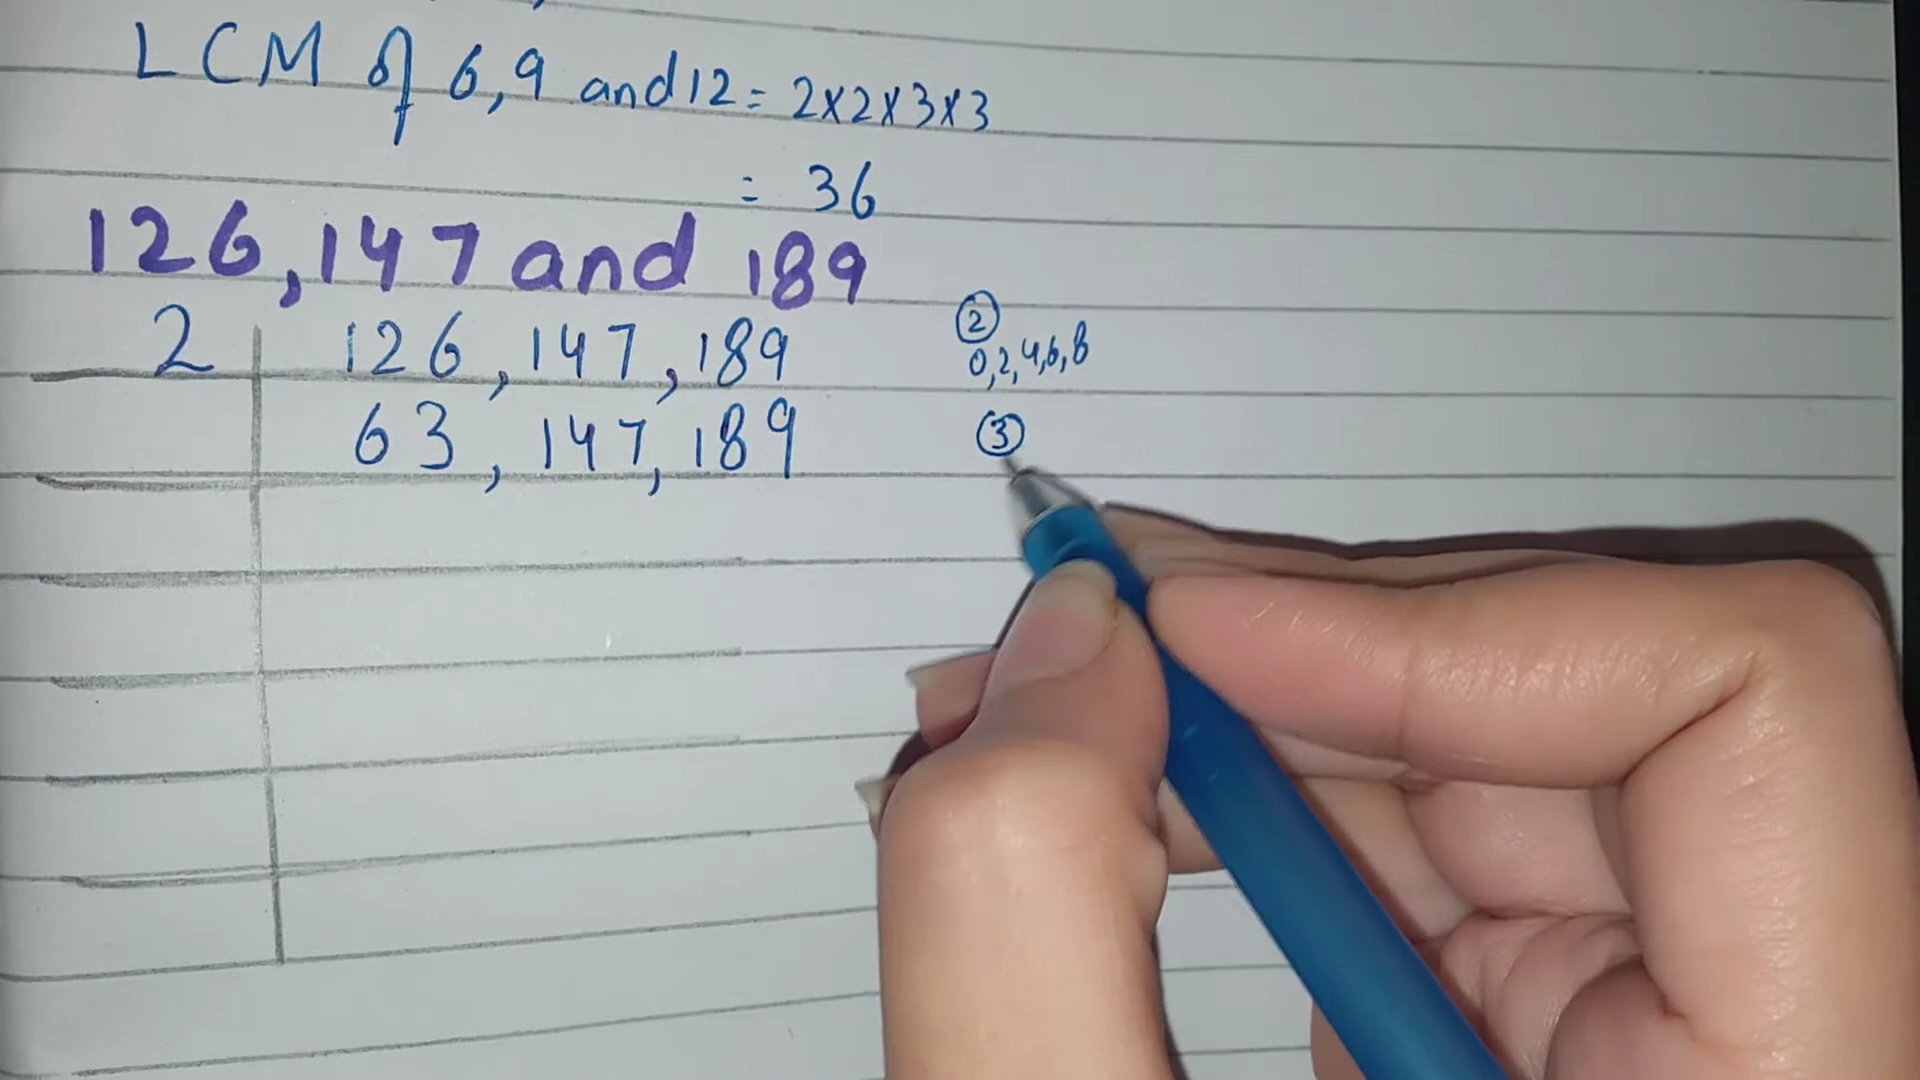 LCM of 6,9 and 12 = 2x2x3x3
= 36
126, 147 and 189
2 126, 147, 189
63, 147, 189
②
0,2,4,6,8
③